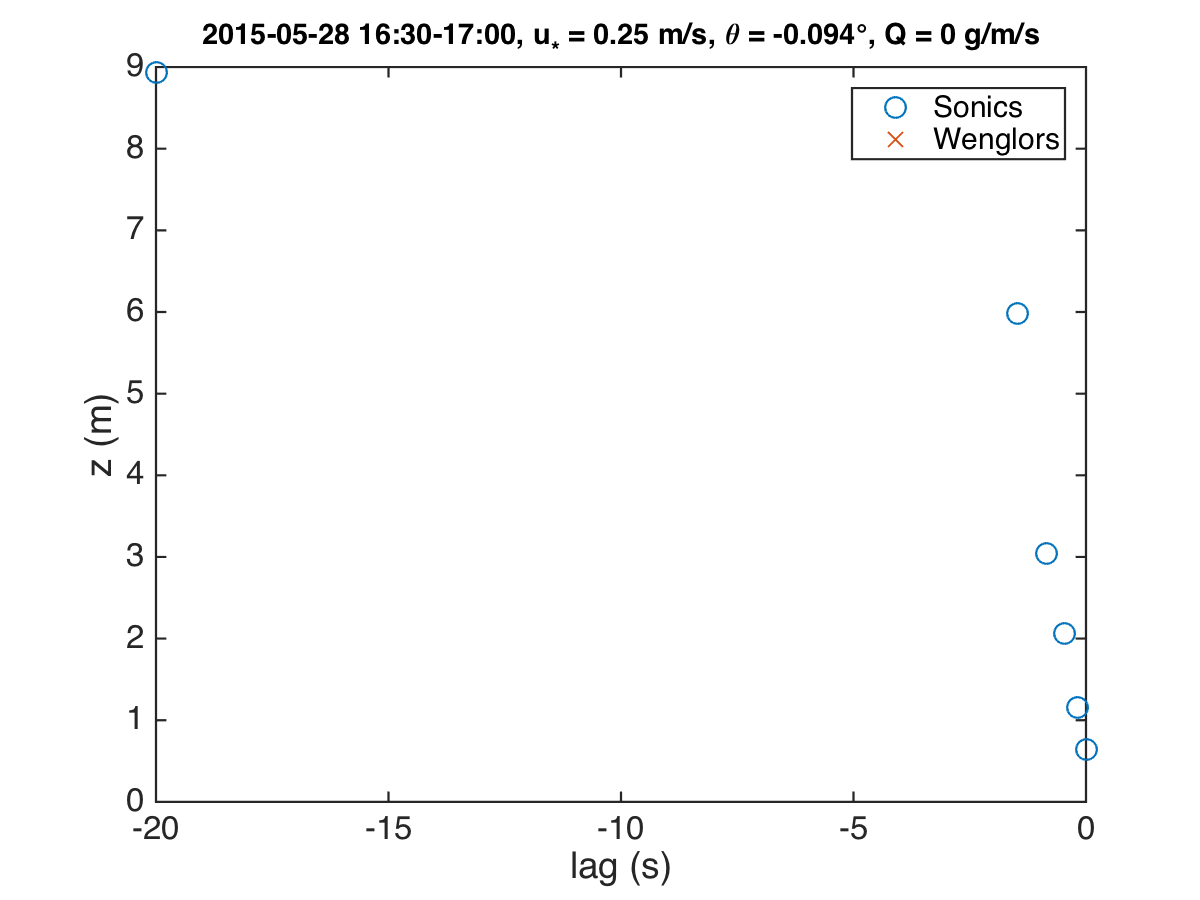 2015-05-28 16:30-17:00, u* = 0.25 m/s, θ = -0.094°, Q = 0 g/m/s
Sonics
Wenglors
9
8
7
6
5
4
3
2
1
0
z (m)
-20 -15 -10 -5 0
lag (s)